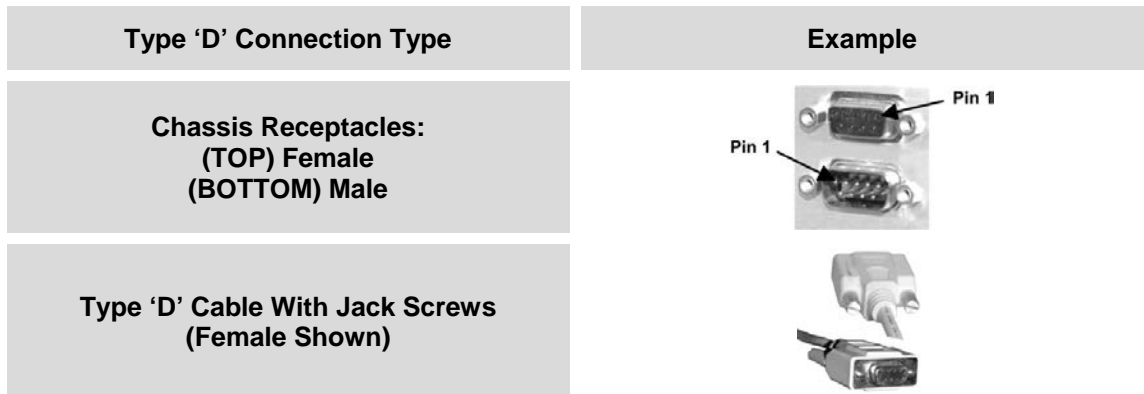 Type ‘D’ Connection Type
Example
Chassis Receptacles:
(TOP) Female
(BOTTOM) Male
Pin 1
Pin 1
Type ‘D’ Cable With Jack Screws
(Female Shown)